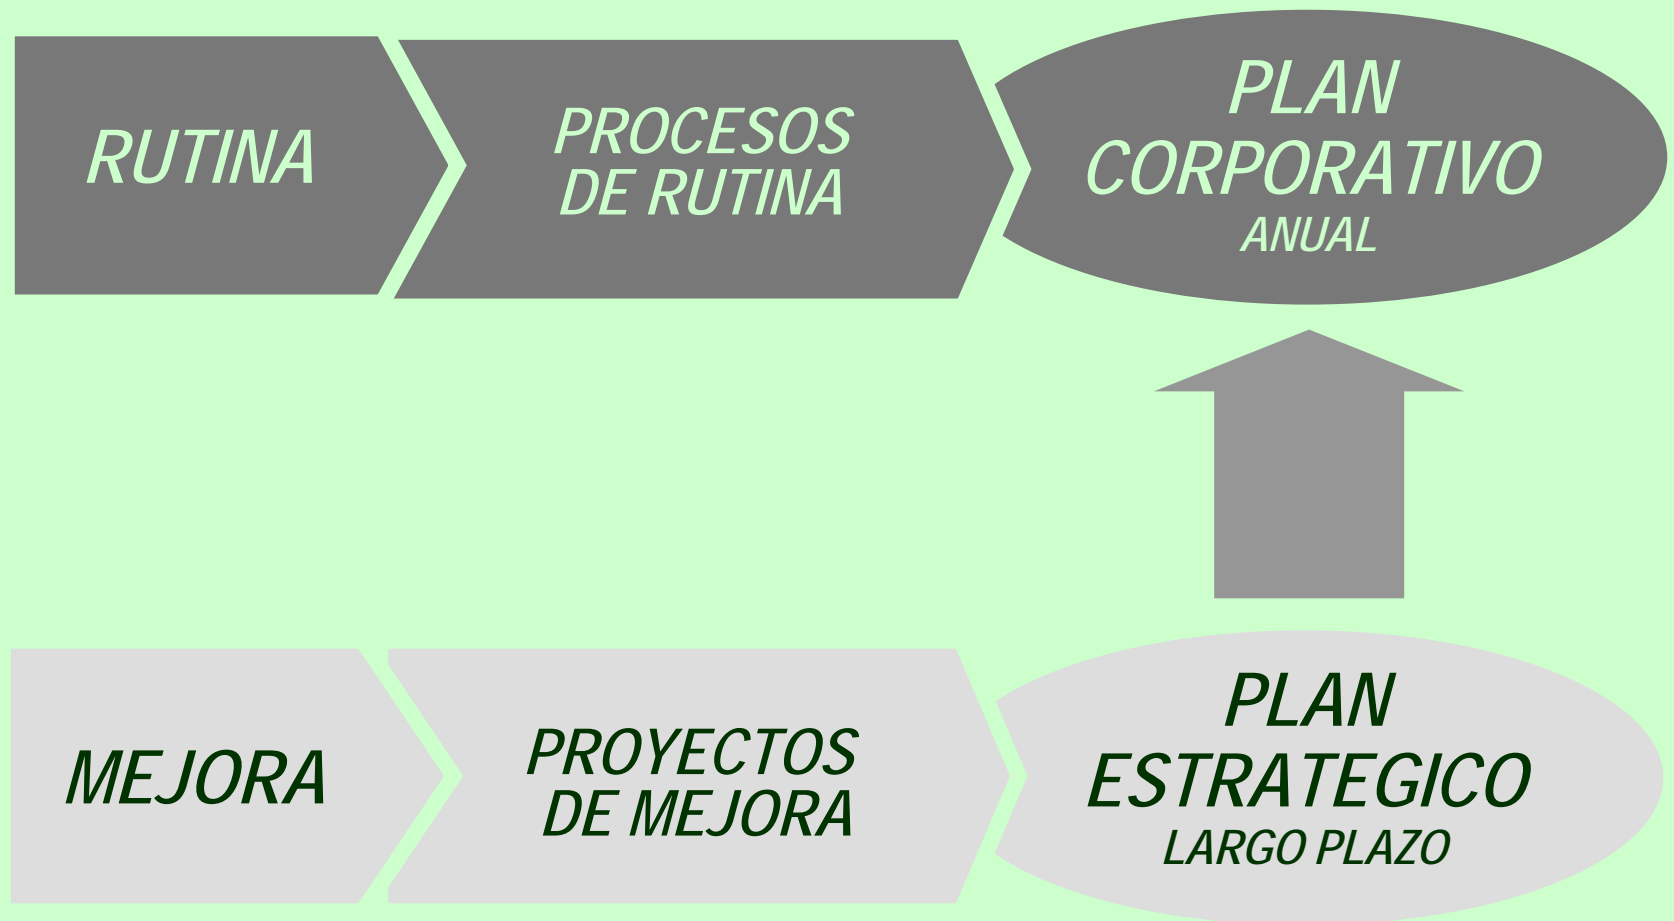 RUTINA
PROCESOS
DE RUTINA
PLAN
CORPORATIVO
ANUAL
MEJORA
PROYECTOS
DE MEJORA
PLAN
ESTRATEGICO
LARGO PLAZO